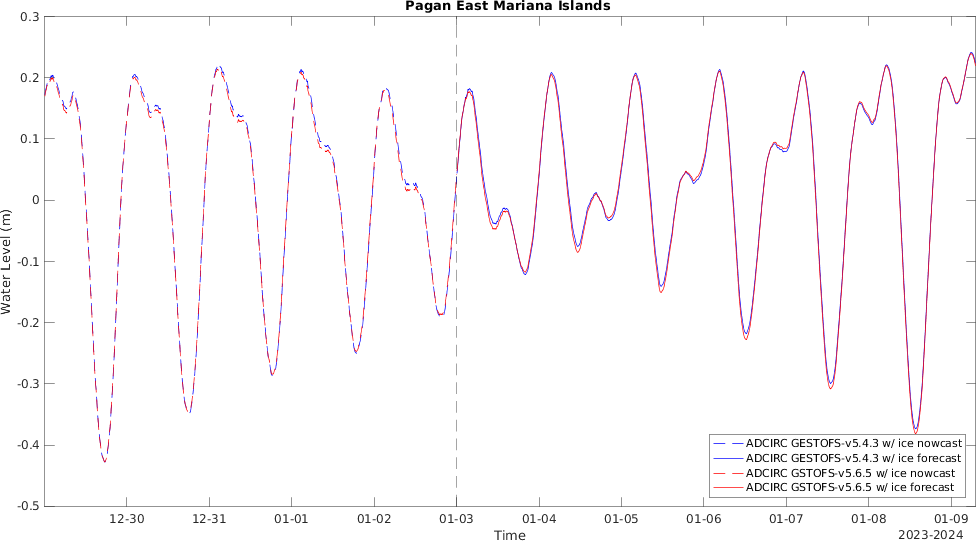 Pagan East Mariana Islands
0.3
0.2
0.1
0
-0.1
-0.2
-0.3
-0.4
-0.5
Water Level (m)
ADCIRC GESTOFS-v5.4.3 w/ ice nowcast
ADCIRC GESTOFS-v5.4.3 w/ ice forecast
ADCIRC GSTOFS-v5.6.5 w/ ice nowcast
ADCIRC GSTOFS-v5.6.5 w/ ice forecast
12-30 12-31 01-01 01-02 01-03 01-04 01-05 01-06 01-07 01-08 01-09
Time
2023-2024